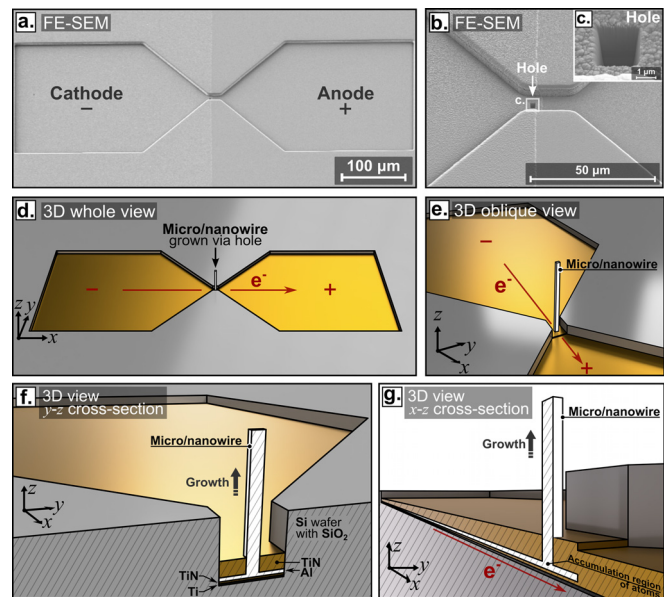 a. FE-SEM
Cathode
−
Anode
+
100 µm
b. FE-SEM
c. Hole
1 µm
Hole
c.
50 µm
d. 3D whole view
Micro/nanowire
grown via hole
−
e-
+
z
y
x
e. 3D oblique view
−
Micro/nanowire
e-
+
z
y
x
f. 3D view
y-z cross-section
Micro/nanowire
Growth
Si wafer
with SiO2
z
y
x
TiN
Al
TiN
Ti
g. 3D view
x-z cross-section
Micro/nanowire
Growth
z
y
x
e-
Accumulation region
of atoms